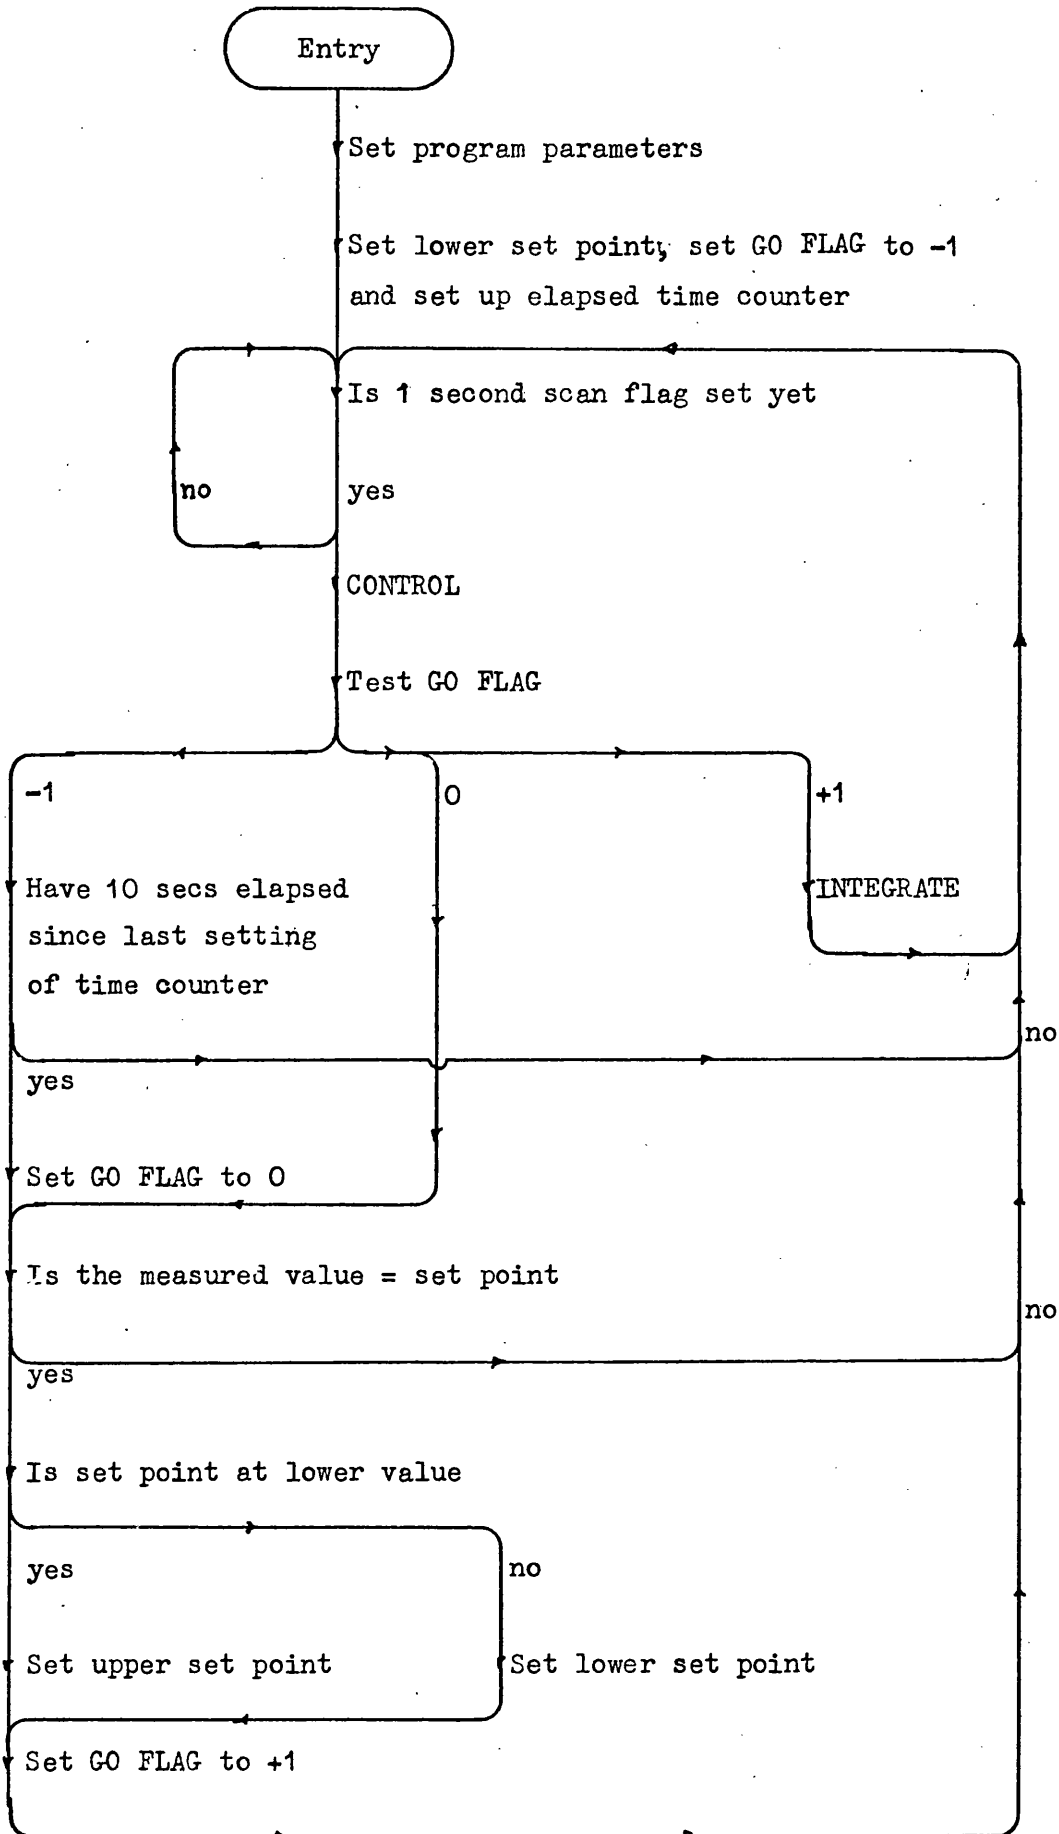 Entry
Set program parameters
Set lower set point, set GO FLAG to -1
and set up elapsed time counter
Is 1 second scan flag set yet
no
yes
CONTROL
Test GO FLAG
-1
0
+1
Have 10 secs elapsed
since last setting
of time counter
INTEGRATE
no
yes
Set GO FLAG to 0
Is the measured value = set point
no
yes
Is set point at lower value
yes
no
Set upper set point
Set lower set point
Set GO FLAG to +1